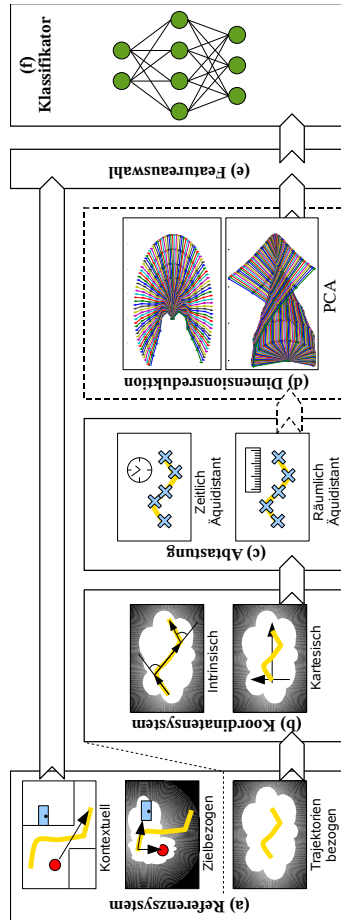 (a) Referenzsystem
Kontextuell
Zielbezogen
Trajektorien
bezogen
(b) Koordinatensystem
Intrinsisch
Kartesisch
(c) Abtastung
Zeitlich
Äquidistant
Räumlich
Äquidistant
(d) Dimensionsreduktion
PCA
(e) Featureauswahl
(f)
Klassifikator